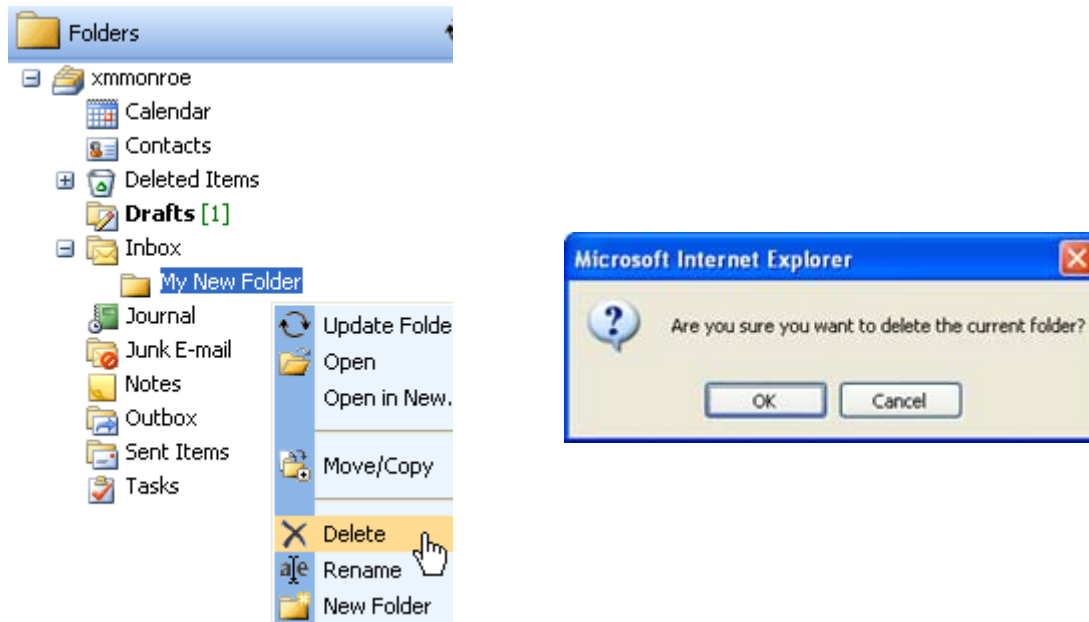 Folders
xmmonroe
Calendar
Contacts
Deleted Items
Drafts [1]
Inbox
My New Folder
Journal
Junk E-mail
Notes
Outbox
Sent Items
Tasks
Update Folde
Open
Open in New.
Move/Copy
Delete
Rename
New Folder
Microsoft Internet Explorer
Are you sure you want to delete the current folder?
OK
Cancel